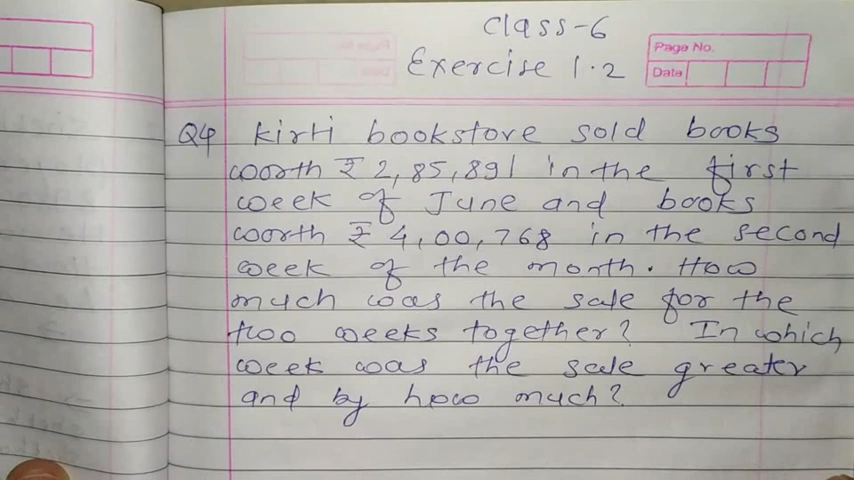 Class-6
Exercise 1.2
Page No.
Date
Q4 Kirti bookstore sold books
worth ₹ 2,85,891 in the first
week of June and books
worth ₹ 4,00,768 in the second
week of the month. How
much was the sale for the
two weeks together? In which
week was the sale greater
and by how much?